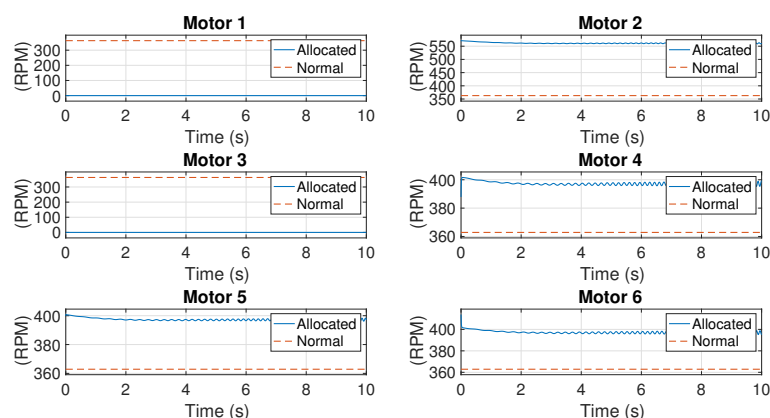 Motor 1
(RPM)
300
200
100
0
Allocated
Normal
0 2 4 6 8 10
Time (s)
Motor 2
(RPM)
550
500
450
400
350
Allocated
Normal
0 2 4 6 8 10
Time (s)
Motor 3
(RPM)
300
200
100
0
Allocated
Normal
0 2 4 6 8 10
Time (s)
Motor 4
(RPM)
400
380
360
Allocated
Normal
0 2 4 6 8 10
Time (s)
Motor 5
(RPM)
400
380
360
Allocated
Normal
0 2 4 6 8 10
Time (s)
Motor 6
(RPM)
400
380
360
Allocated
Normal
0 2 4 6 8 10
Time (s)